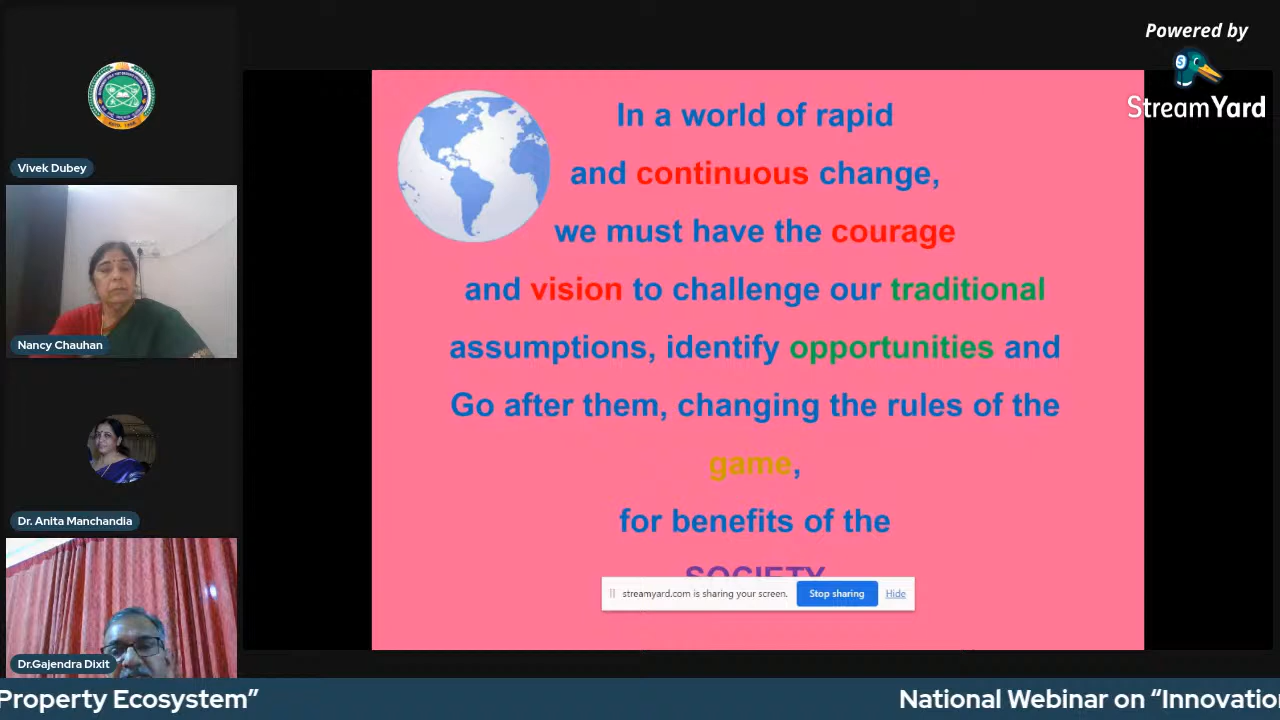 Powered by
StreamYard
Vivek Dubey
Nancy Chauhan
Dr. Anita Manchandia
Dr.Gajendra Dixit
In a world of rapid
and continuous change,
we must have the courage
and vision to challenge our traditional
assumptions, identify opportunities and
Go after them, changing the rules of the
game,
for benefits of the
SOCIETY
streamyard.com is sharing your screen. Stop sharing Hide
Property Ecosystem” National Webinar on “Innovation